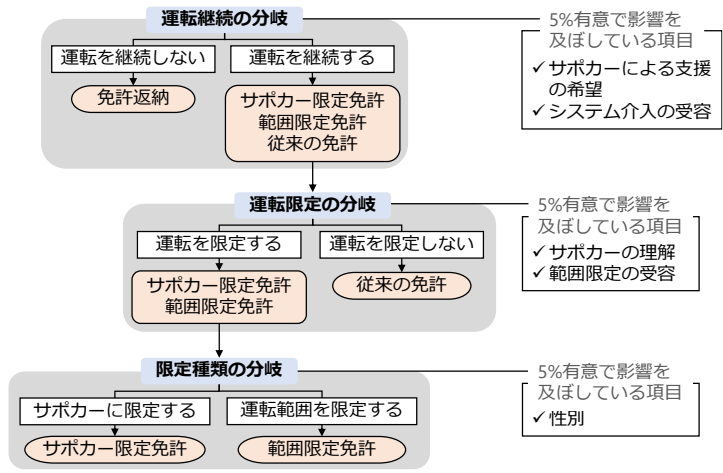 運転継続の分岐
運転を継続しない
運転を継続する
免許返納
サポカー限定免許
範囲限定免許
従来の免許
5%有意で影響を
及ぼしている項目
✓サポカーによる支援
の希望
✓システム介入の受容
運転限定の分岐
運転を限定する
運転を限定しない
サポカー限定免許
範囲限定免許
従来の免許
5%有意で影響を
及ぼしている項目
✓サポカーの理解
✓範囲限定の受容
限定種類の分岐
サポカーに限定する
運転範囲を限定する
サポカー限定免許
範囲限定免許
5%有意で影響を
及ぼしている項目
✓性別